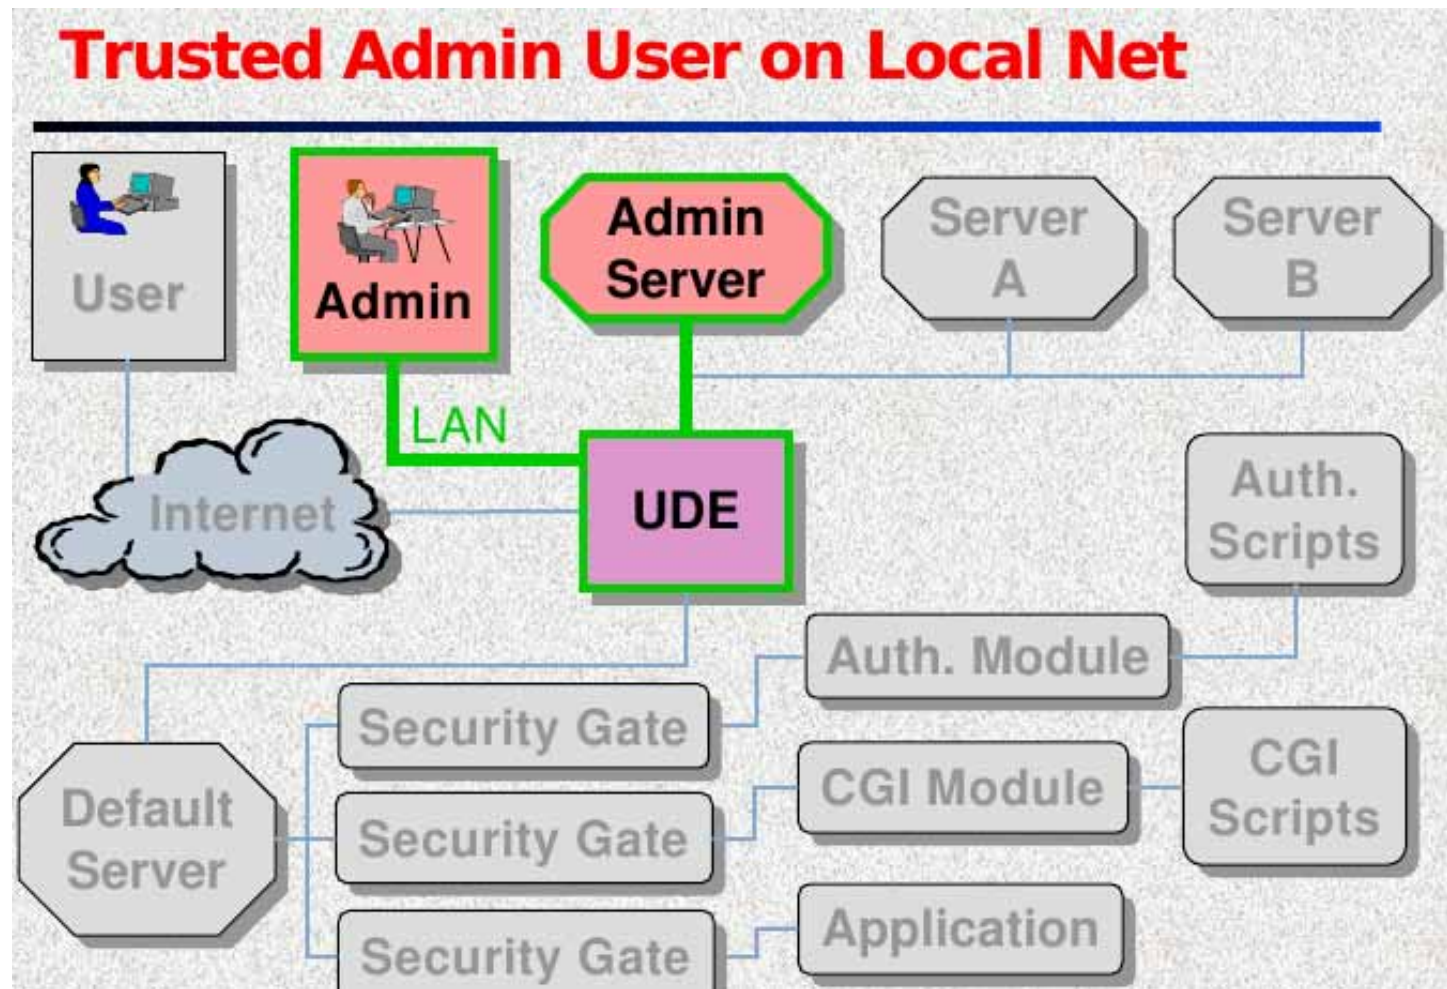 Trusted Admin User on Local Net
User
Admin
Admin
Server
Server
A
Server
B
LAN
Internet
UDE
Auth.
Scripts
Auth. Module
Security Gate
Default
Server
Security Gate
CGI Module
CGI
Scripts
Security Gate
Application